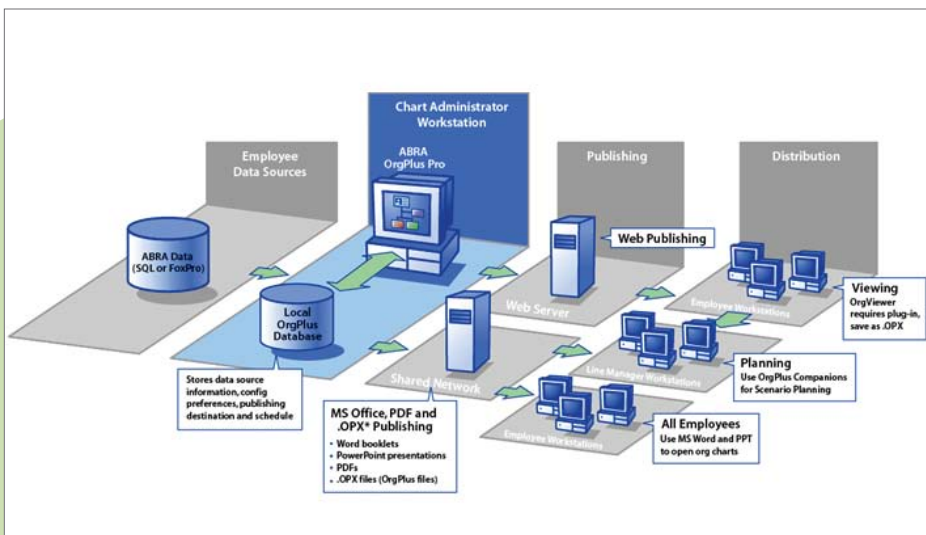 Employee
Data Sources
Chart Administrator
Workstation
Publishing
Distribution
ABRA
OrgPlus Pro
ABRA Data
(SQL or FoxPro)
Local
OrgPlus
Database
Stores data source
information, config
preferences, publishing
destination and schedule
Web Publishing
Web Server
Shared Network
MS Office, PDF and
.OPX* Publishing
• Word booklets
• PowerPoint presentations
• PDFs
• .OPX files (OrgPlus files)
Employee Workstations
Viewing
OrgViewer
requires plug-in,
save as .OPX
Line Manager Workstations
Planning
Use OrgPlus Companions
for Scenario Planning
Employee Workstations
All Employees
Use MS Word and PPT
to open org charts